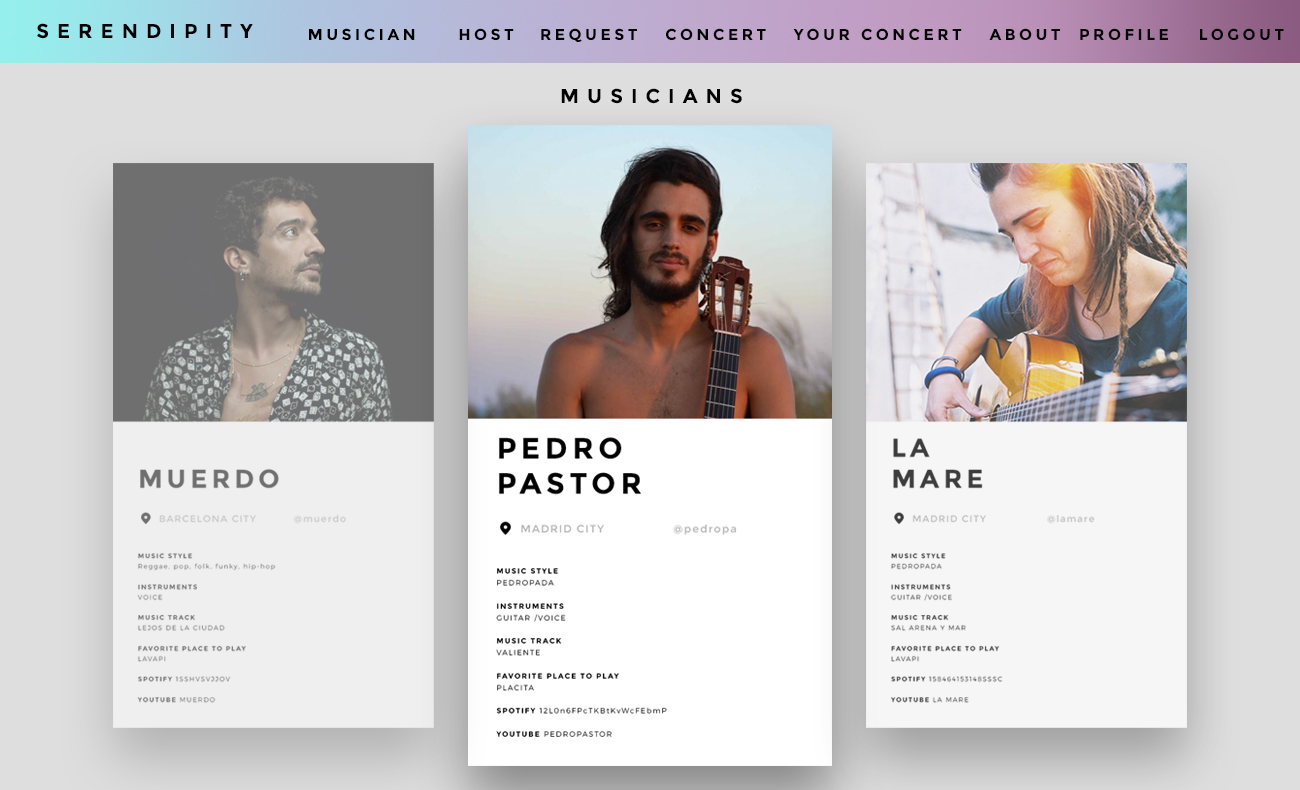 SERENDIPITY
MUSICIAN HOST REQUEST CONCERT YOUR CONCERT ABOUT PROFILE LOGOUT
MUSICIANS
MUERDO
BARCELONA CITY @muerdo
MUSIC STYLE
Reggae, pop, folk, funky, hip-hop
INSTRUMENTS
VOICE
MUSIC TRACK
LEJOS DE LA CIUDAD
FAVORITE PLACE TO PLAY
LAVAPI
SPOTIFY 1SSHVSVJJOV
YOUTUBE MUERDO
PEDRO
PASTOR
MADRID CITY @pedropa
MUSIC STYLE
PEDROPADA
INSTRUMENTS
GUITAR /VOICE
MUSIC TRACK
VALIENTE
FAVORITE PLACE TO PLAY
PLACITA
SPOTIFY 12L0n6FPcTKBtKvWcFEbmP
YOUTUBE PEDROPASTOR
LA
MARE
MADRID CITY @lamare
MUSIC STYLE
PEDROPADA
INSTRUMENTS
GUITAR /VOICE
MUSIC TRACK
SAL ARENA Y MAR
FAVORITE PLACE TO PLAY
LAVAPI
SPOTIFY 158464153148SSSC
YOUTUBE LA MARE